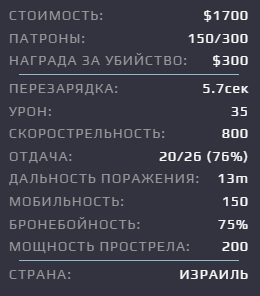 СТОИМОСТЬ: $1700
ПАТРОНЫ: 150/300
НАГРАДА ЗА УБИЙСТВО: $300
ПЕРЕЗАРЯДКА: 5.7сек
УРОН: 35
СКОРОСТРЕЛЬНОСТЬ: 800
ОТДАЧА: 20/26 (76%)
ДАЛЬНОСТЬ ПОРАЖЕНИЯ: 13m
МОБИЛЬНОСТЬ: 150
БРОНЕБОЙНОСТЬ: 75%
МОЩНОСТЬ ПРОСТРЕЛА: 200
СТРАНА: ИЗРАИЛЬ